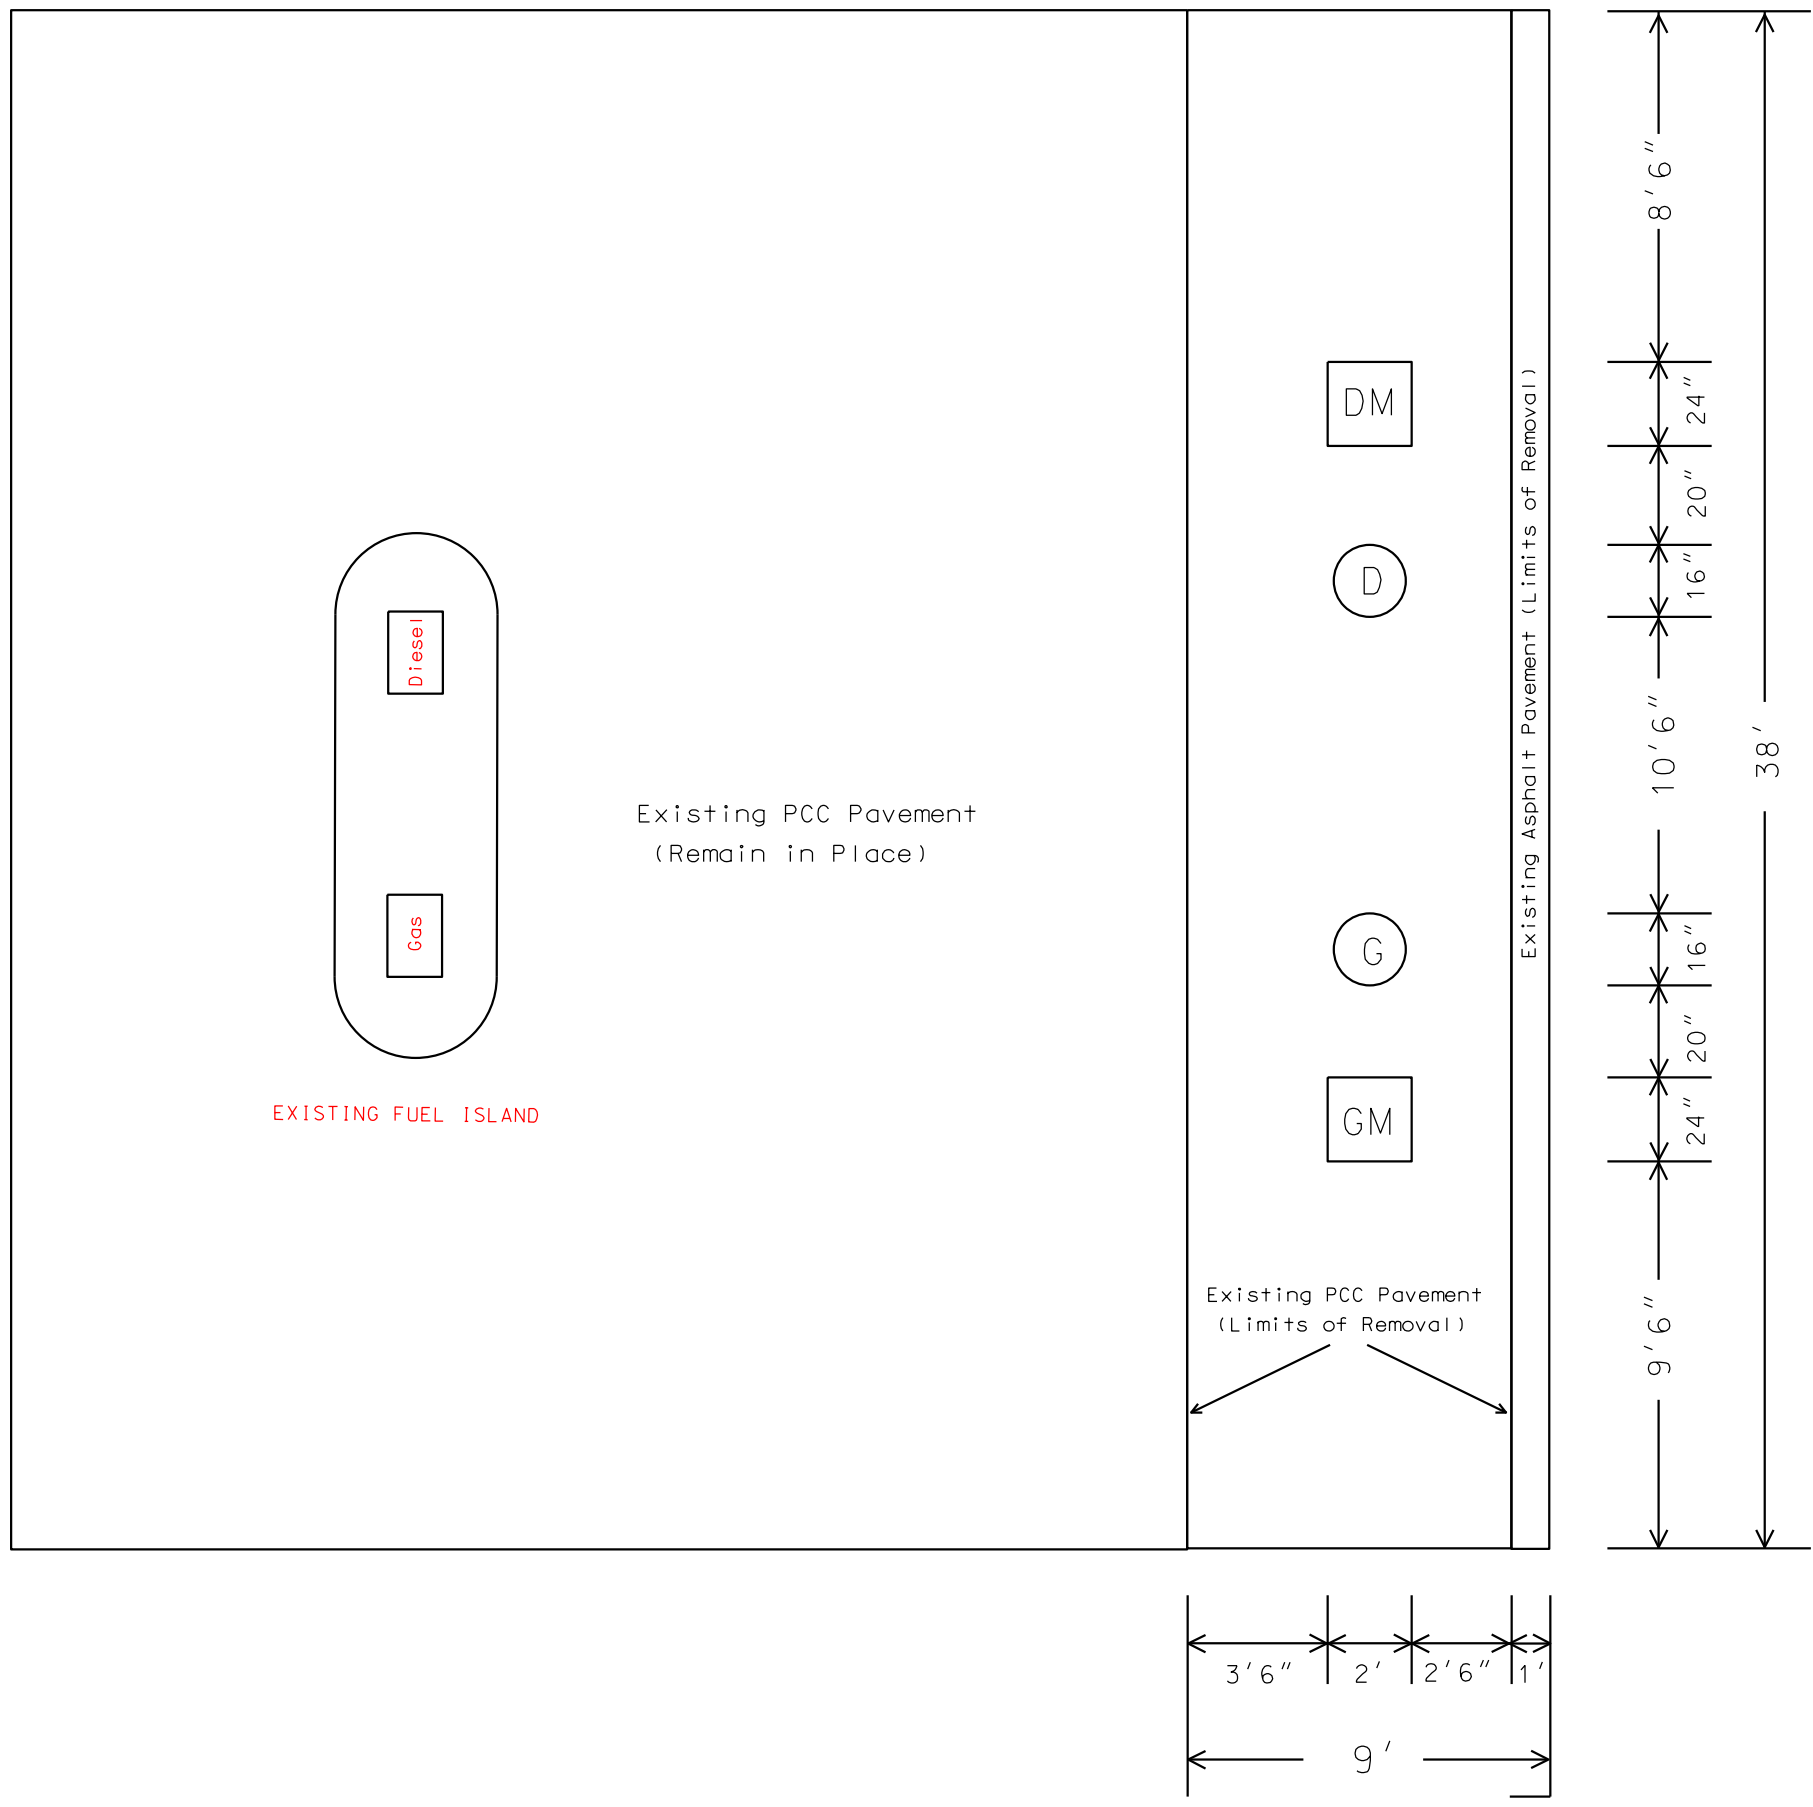 DM
D
G
GM
Diesel
Gas
EXISTING FUEL ISLAND
Existing PCC Pavement
(Remain in Place)
Existing PCC Pavement
(Limits of Removal)
Existing Asphalt Pavement (Limits of Removal)
8'6"
24"
20"
16"
10'6"
16"
20"
24"
9'6"
38'
3'6"
2'
2'6"
1'
9'